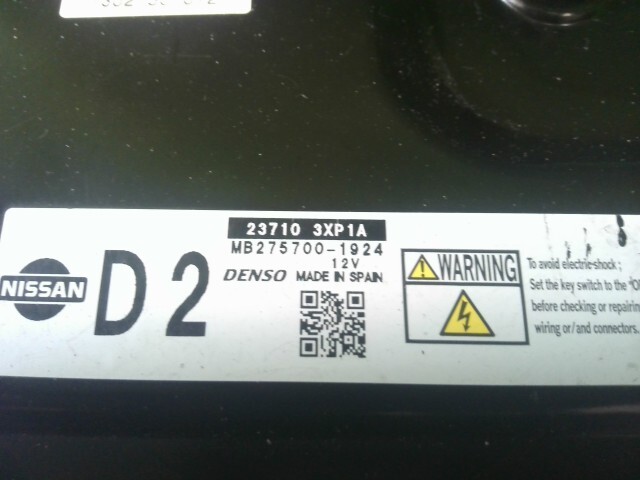 23710 3XP1A
MB275700-1924
12V
DENSO MADE IN SPAIN
NISSAN
D2
WARNING
To avoid electric shock;
Set the key switch to the
before checking or repairing
wiring or/and connectors.